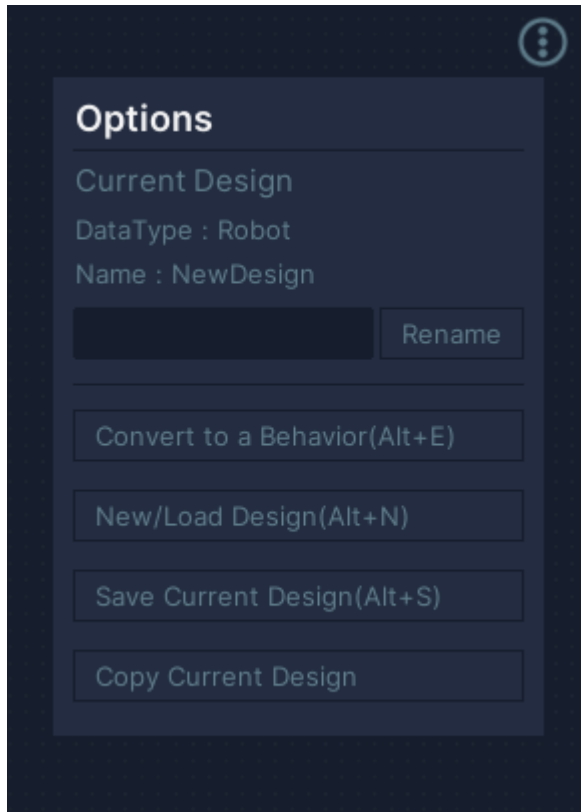 Options
Current Design
DataType : Robot
Name : NewDesign
Rename
Convert to a Behavior(Alt+E)
New/Load Design(Alt+N)
Save Current Design(Alt+S)
Copy Current Design